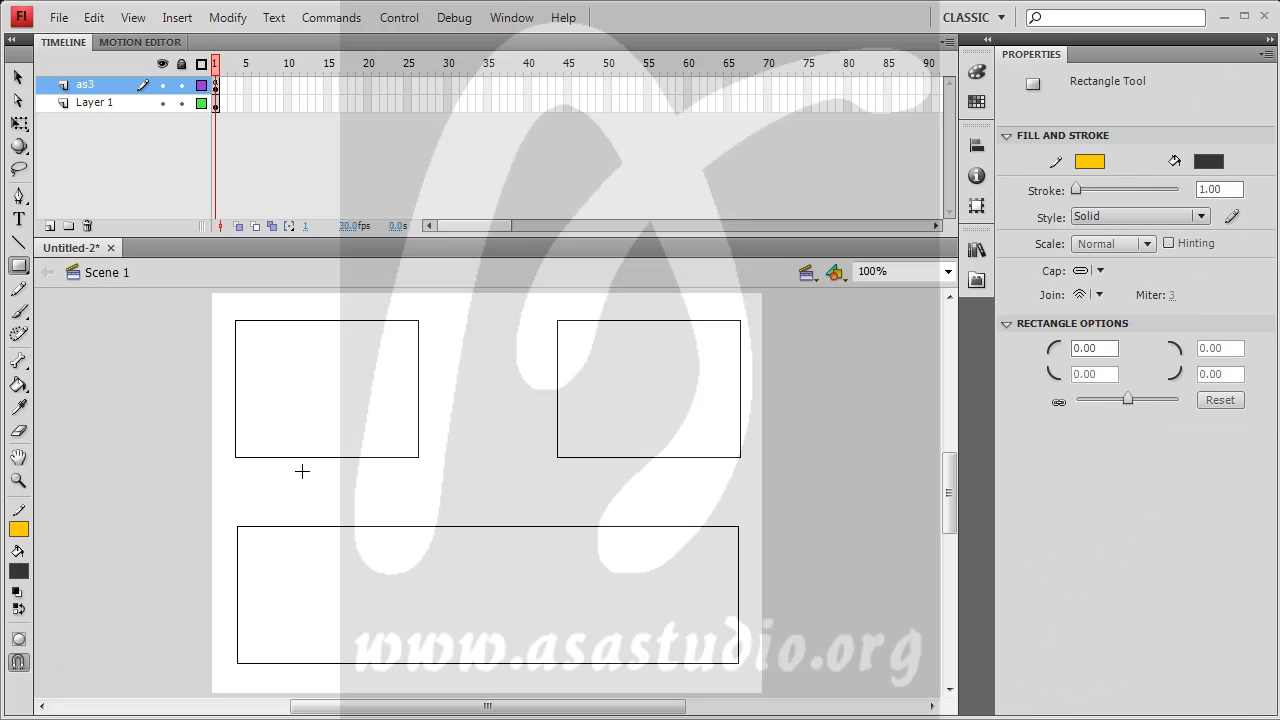 Fl File Edit View Insert Modify Text Commands Control Debug Window Help CLASSIC
TIMELINE MOTION EDITOR
PROPERTIES
1 5 10 15 20 25 30 35 40 45 50 55 60 65 70 75 80 85 90
as3
Layer 1
Rectangle Tool
FILL AND STROKE
Stroke: 1.00
Style: Solid
Scale: Normal Hinting
Cap:
Join: Miter: 3
RECTANGLE OPTIONS
0.00 0.00
0.00 0.00
Reset
1 30.0fps 0.0s
Untitled-2*
Scene 1 100%
T
www.asastudio.org